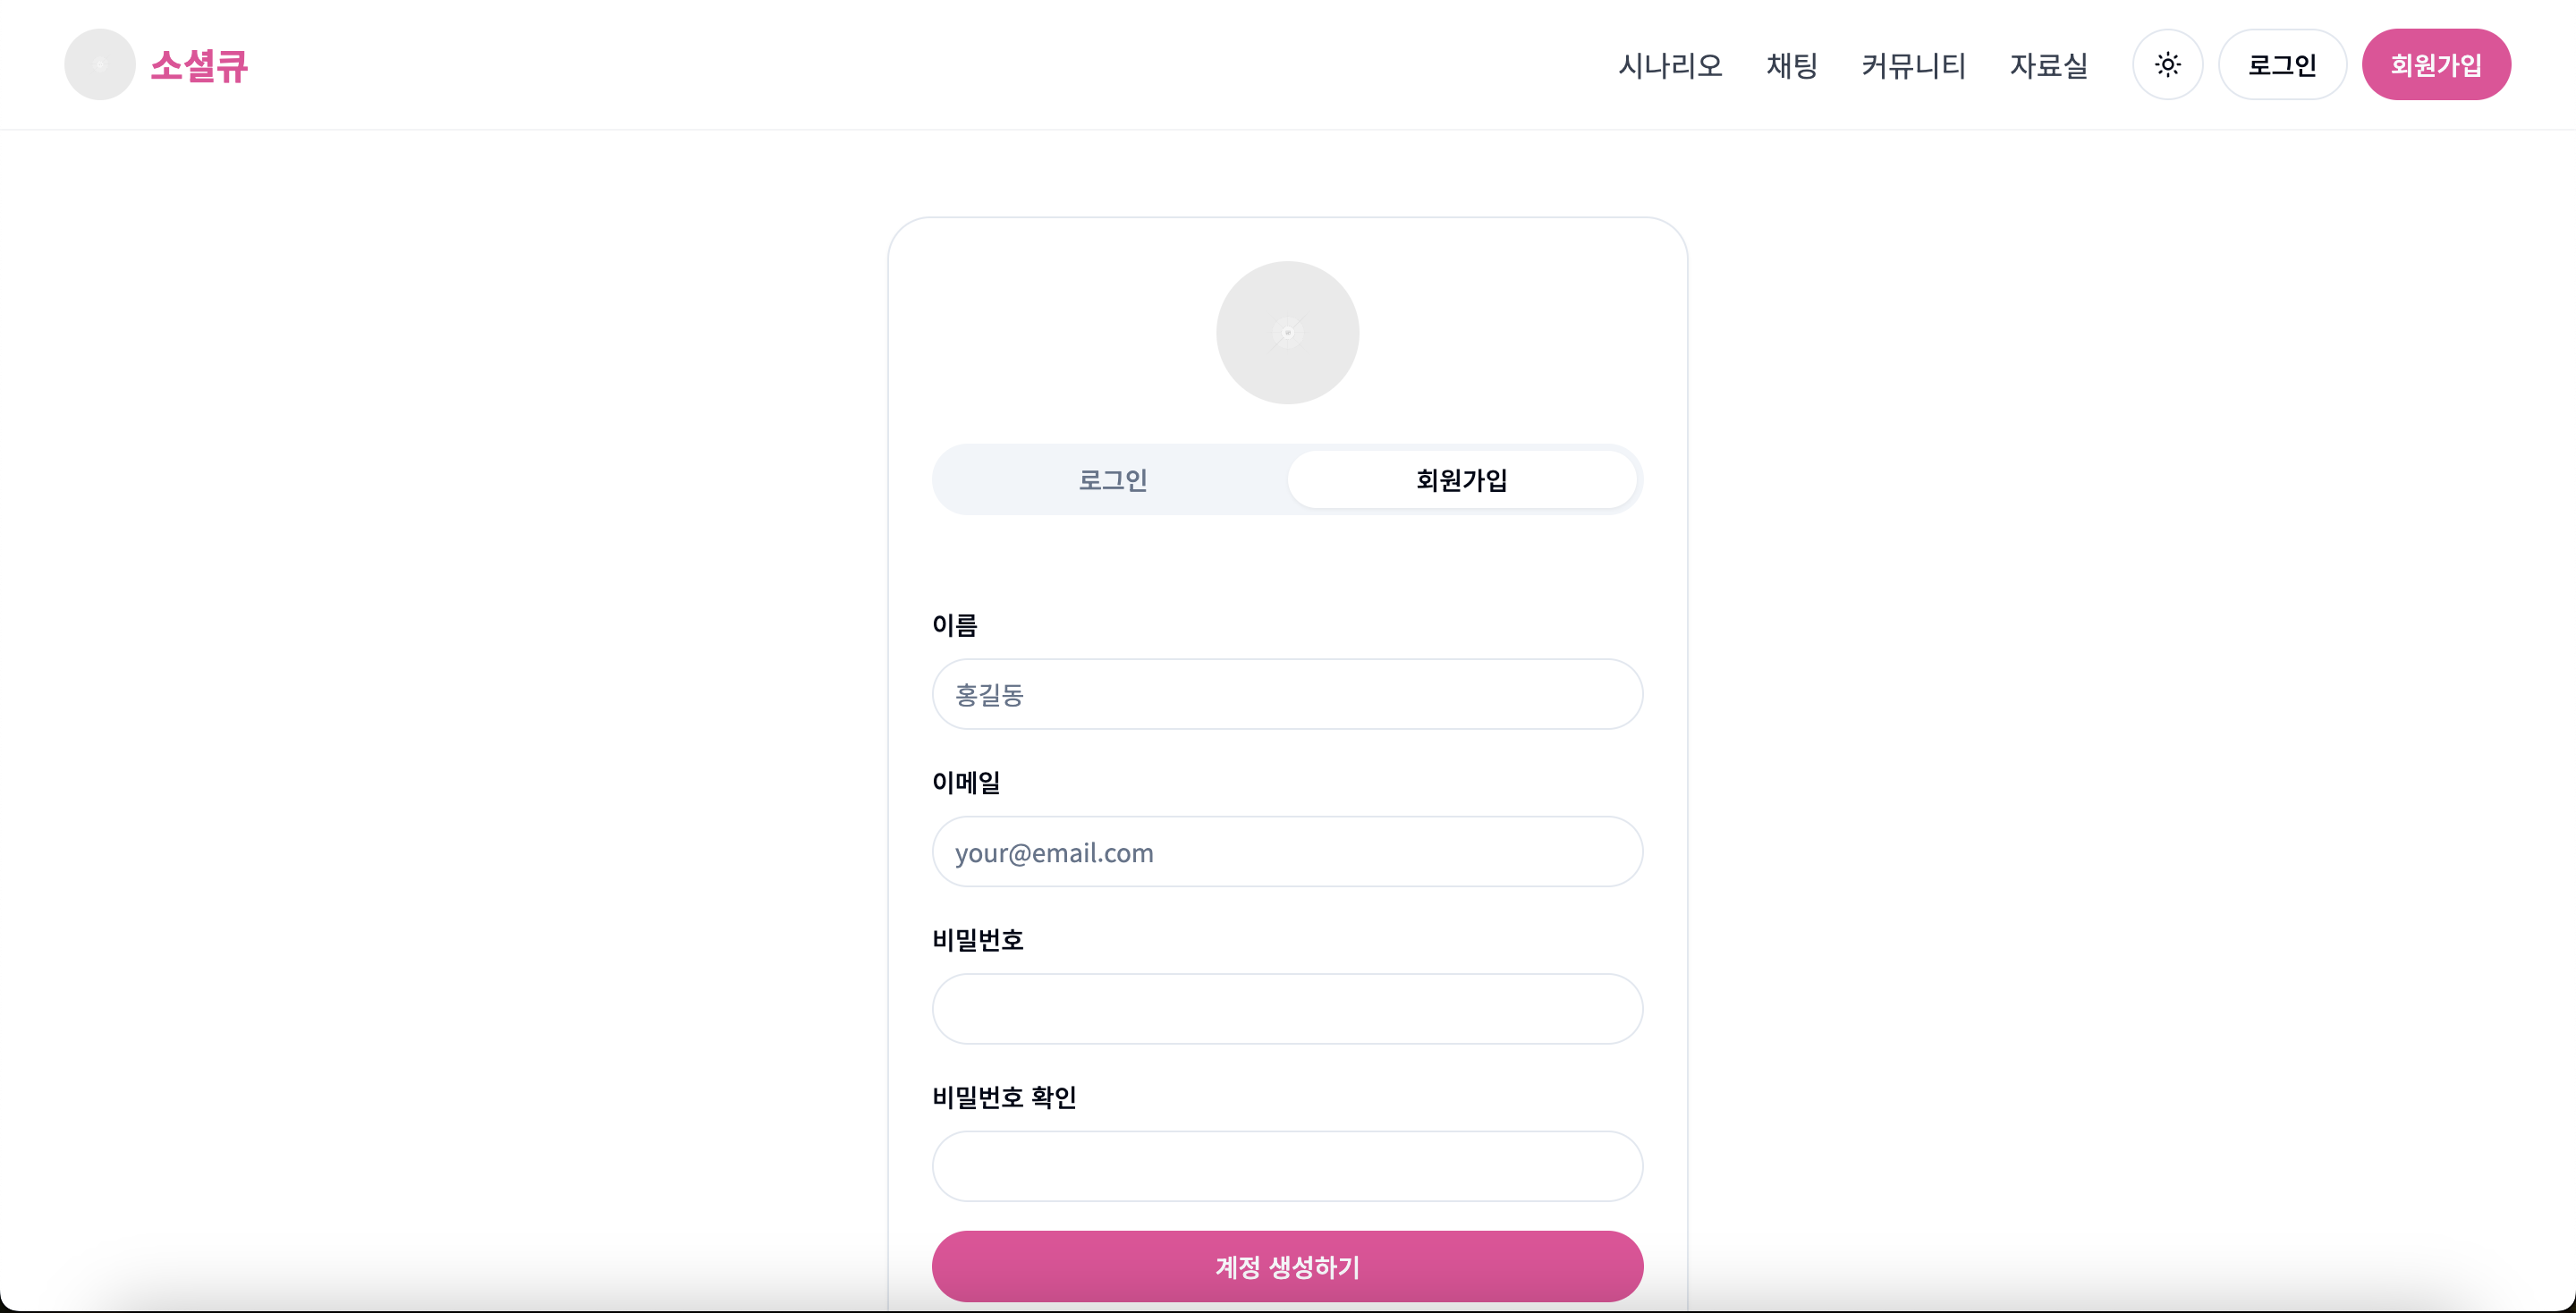 소셜큐
시나리오 채팅 커뮤니티 자료실 로그인 회원가입
로그인 회원가입
이름
홍길동
이메일
your@email.com
비밀번호
비밀번호 확인
계정 생성하기